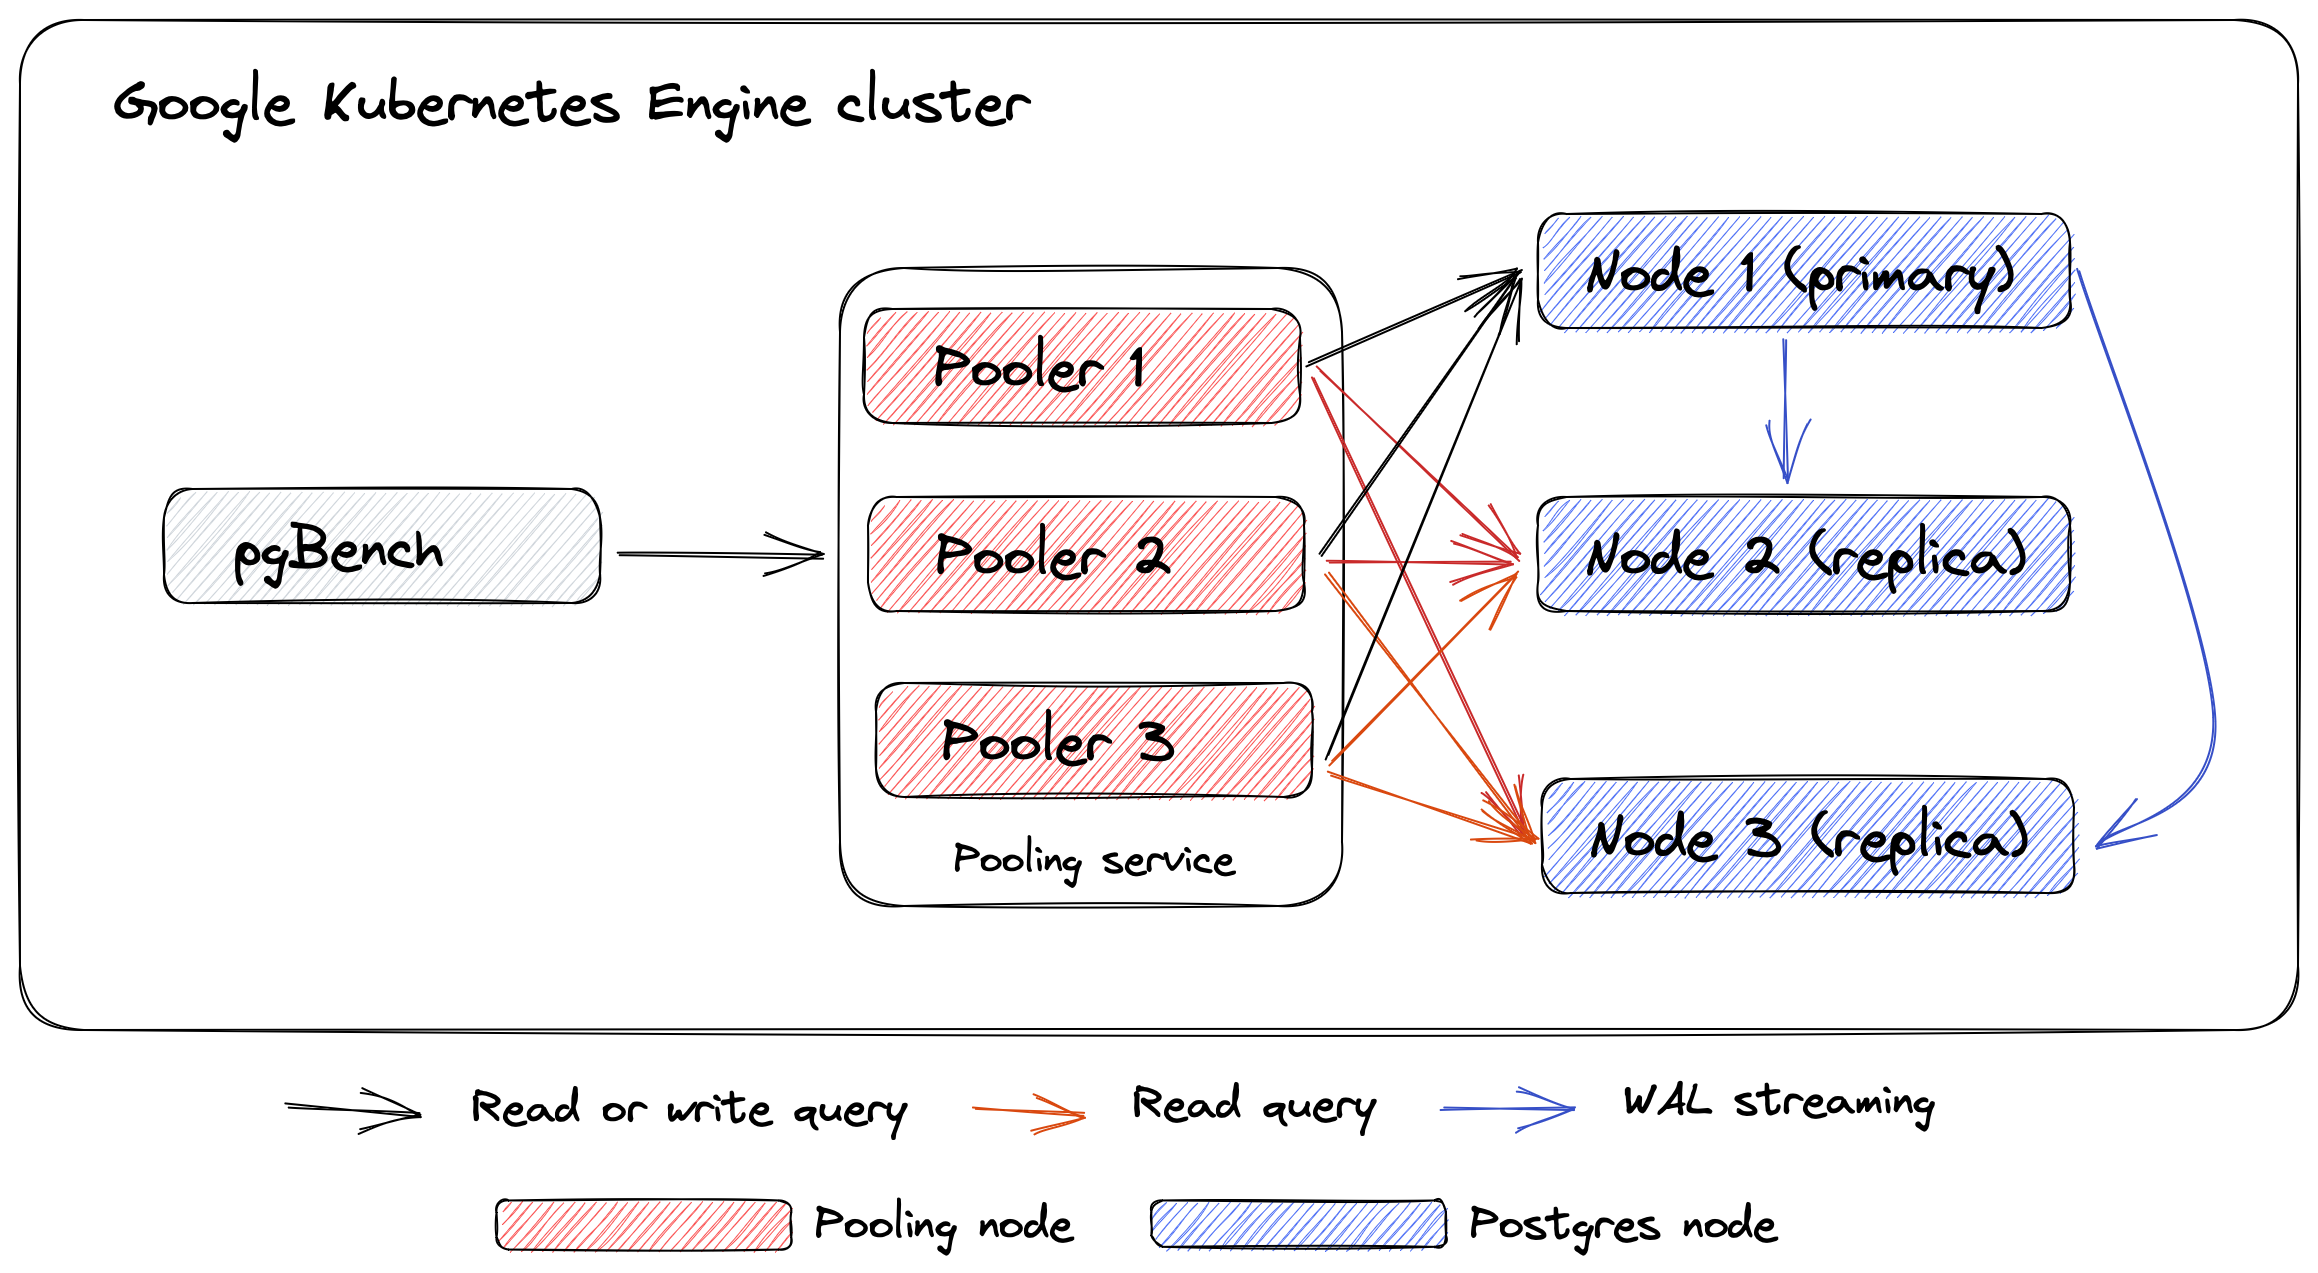 Google Kubernetes Engine cluster
Node 1 (primary)
Pooler 1
pgBench
Pooler 2
Node 2 (replica)
Pooler 3
Node 3 (replica)
Pooling service
Read or write query
Read query
WAL streaming
Pooling node
Postgres node